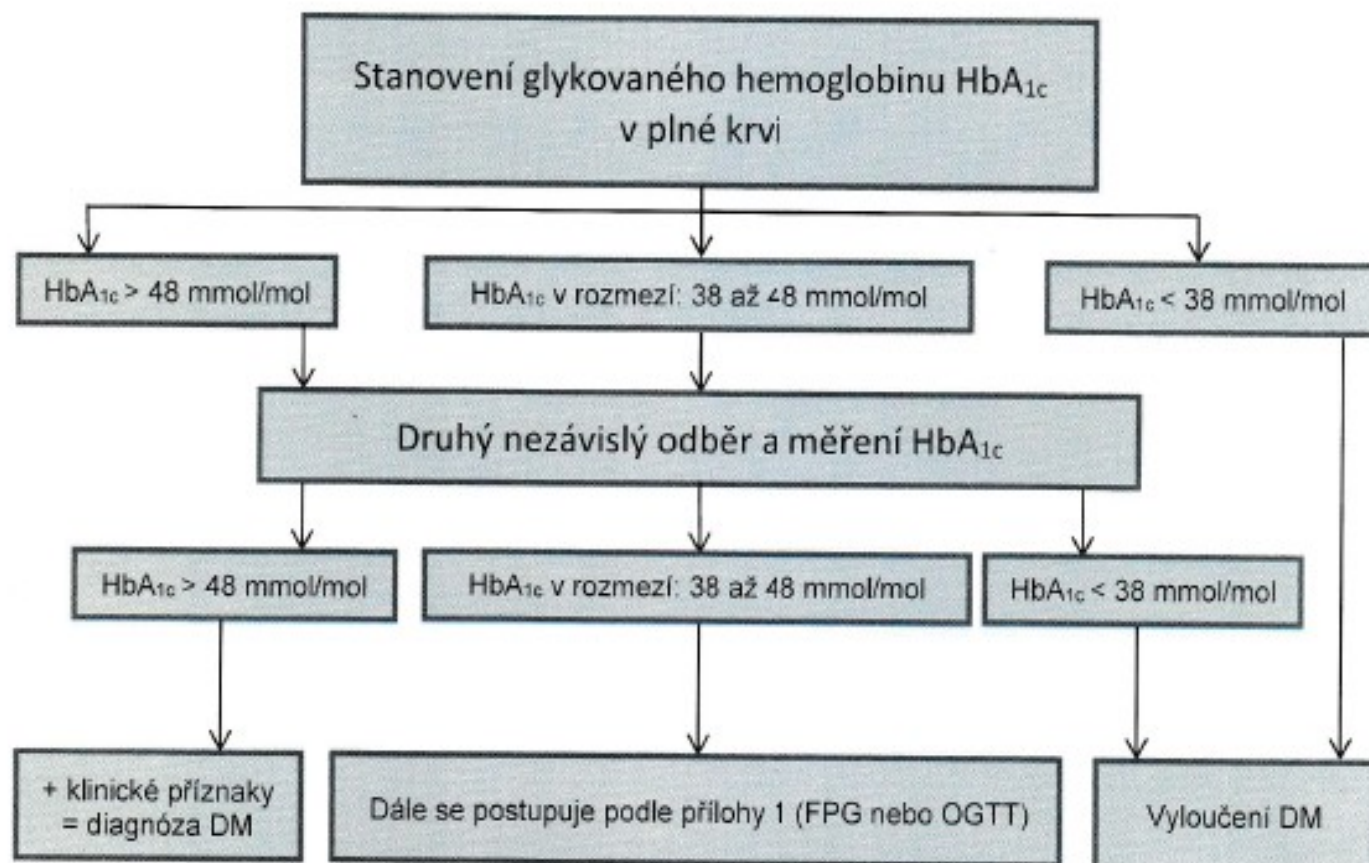 Stanovení glykovaného hemoglobinu HbA1c
v plné krvi
HbA1c > 48 mmol/mol
HbA1c v rozmezí: 38 až 48 mmol/mol
HbA1c < 38 mmol/mol
Druhý nezávislý odběr a měření HbA1c
HbA1c > 48 mmol/mol
HbA1c v rozmezí: 38 až 48 mmol/mol
HbA1c < 38 mmol/mol
+ klinické příznaky
= diagnóza DM
Dále se postupuje podle přílohy 1 (FPG nebo OGTT)
Vyloučení DM